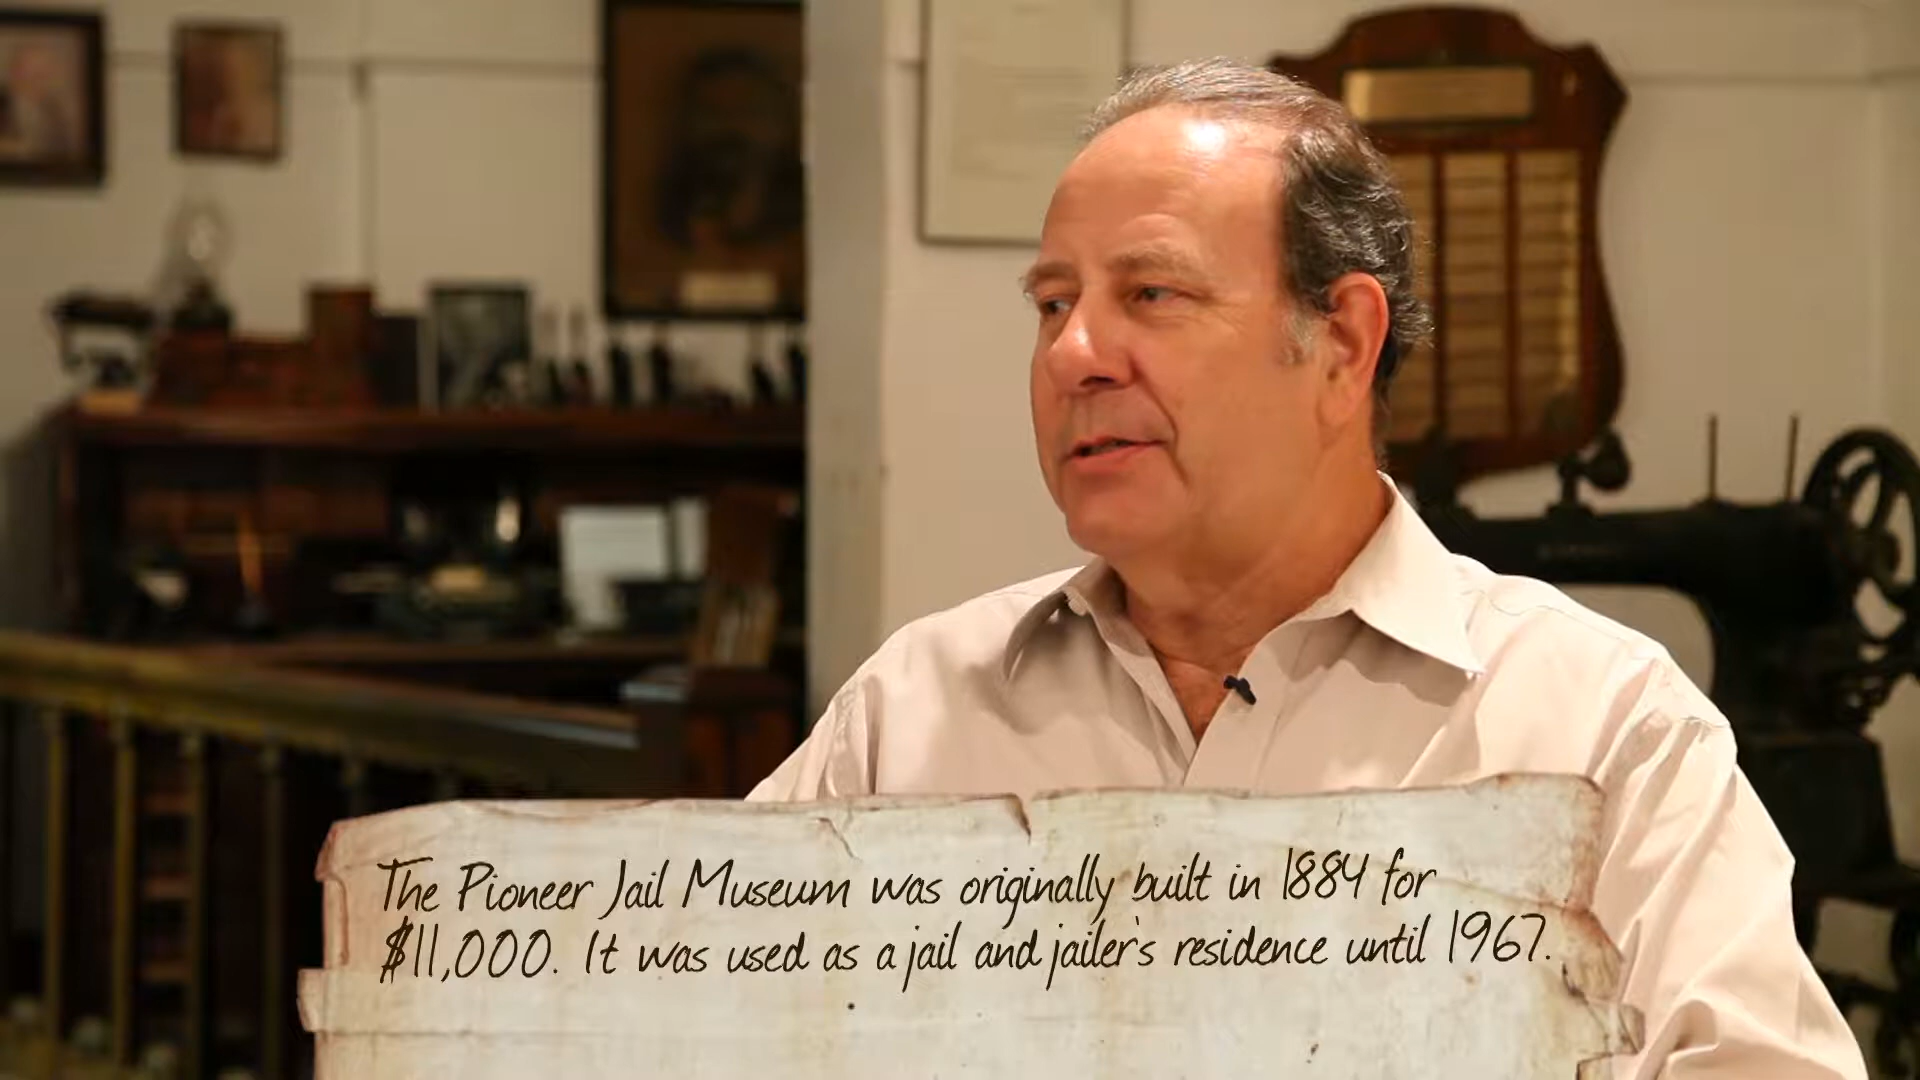 The Pioneer Jail Museum was originally built in 1884 for
$11,000. It was used as a jail and jailer's residence until 1967.